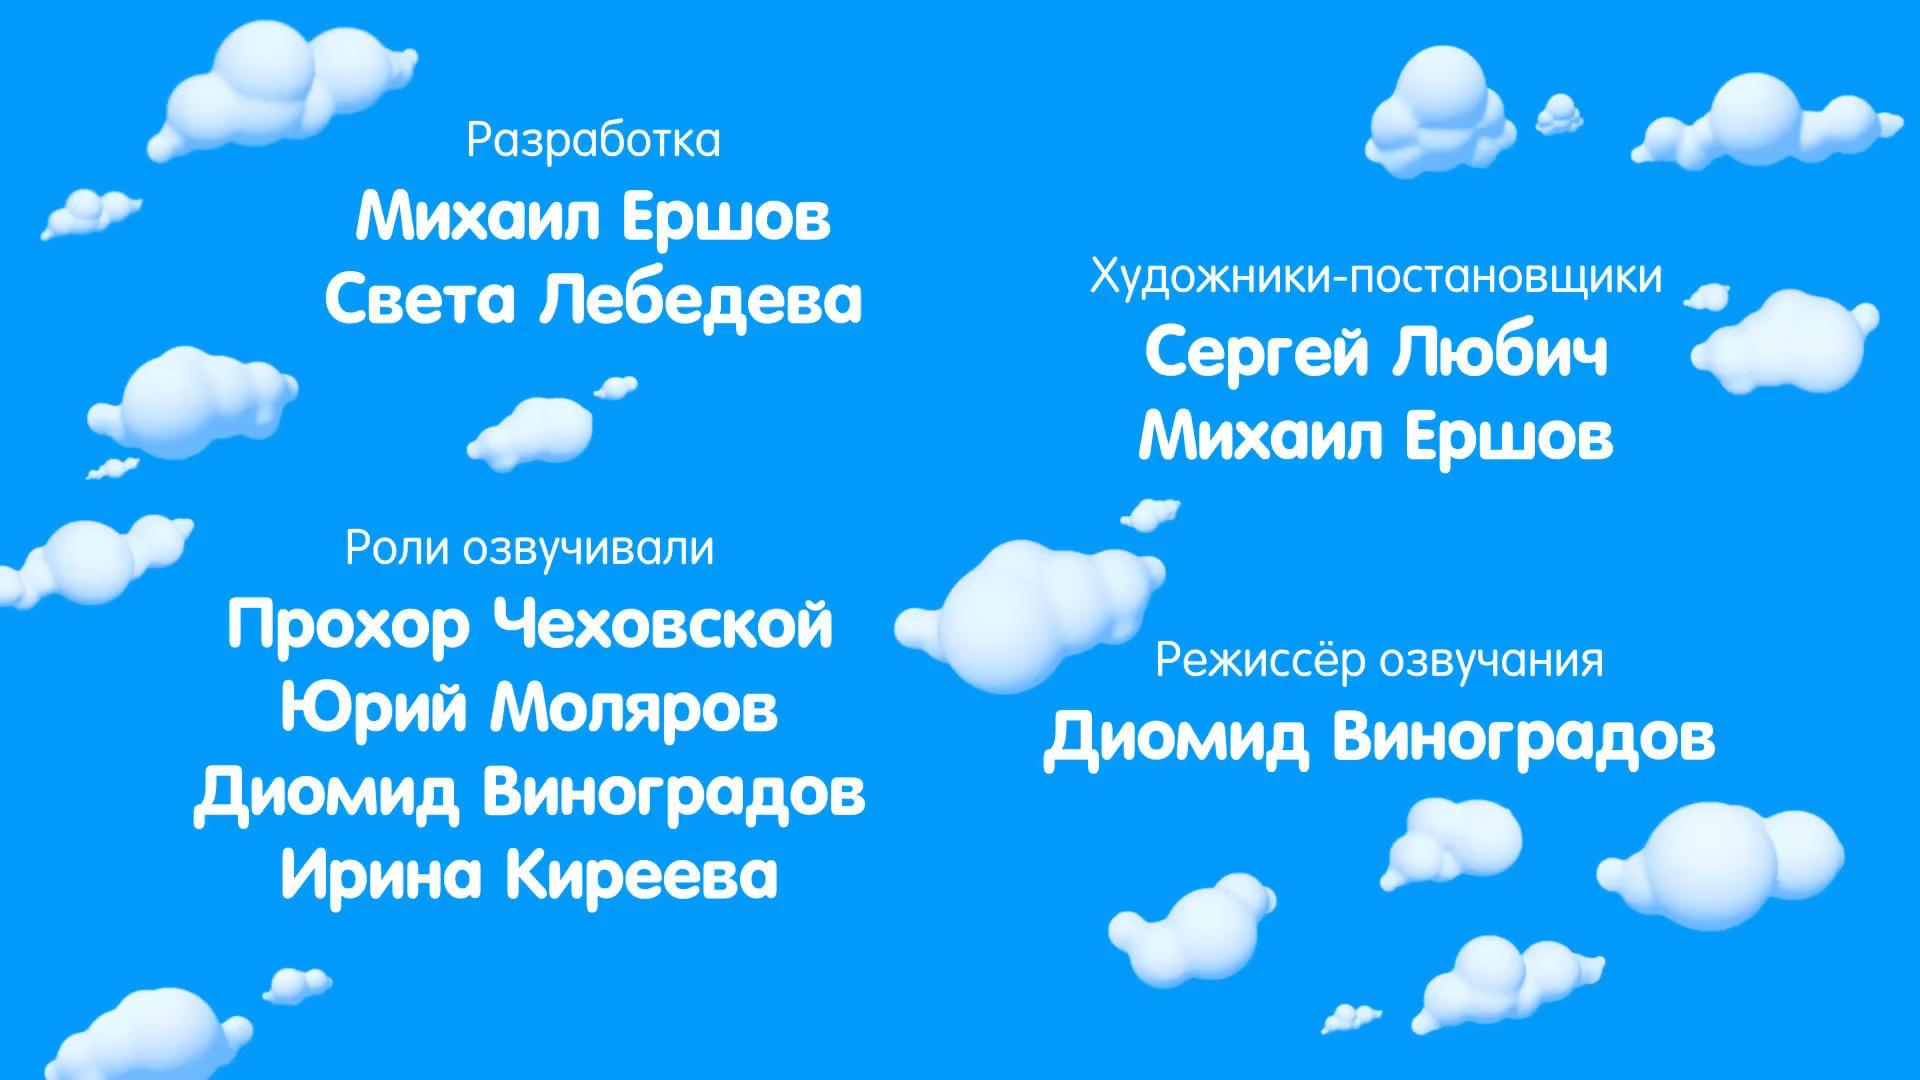 Разработка
Михаил Ершов
Света Лебедева
Художники-постановщики
Сергей Любич
Михаил Ершов
Роли озвучивали
Прохор Чеховской
Юрий Моляров
Диомид Виноградов
Ирина Киреева
Режиссёр озвучания
Диомид Виноградов